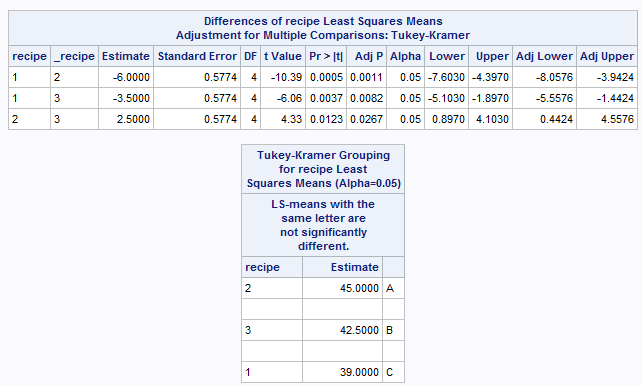 Differences of recipe Least Squares Means
Adjustment for Multiple Comparisons: Tukey-Kramer
recipe _recipe Estimate Standard Error DF t Value Pr > |t| Adj P Alpha Lower Upper Adj Lower Adj Upper
1 2 -6.0000 0.5774 4 -10.39 0.0005 0.0011 0.05 -7.6030 -4.3970 -8.0576 -3.9424
1 3 -3.5000 0.5774 4 -6.06 0.0037 0.0082 0.05 -5.1030 -1.8970 -5.5576 -1.4424
2 3 2.5000 0.5774 4 4.33 0.0123 0.0267 0.05 0.8970 4.1030 0.4424 4.5576
Tukey-Kramer Grouping
for recipe Least
Squares Means (Alpha=0.05)
LS-means with the
same letter are
not significantly
different.
recipe Estimate
2 45.0000 A
3 42.5000 B
1 39.0000 C